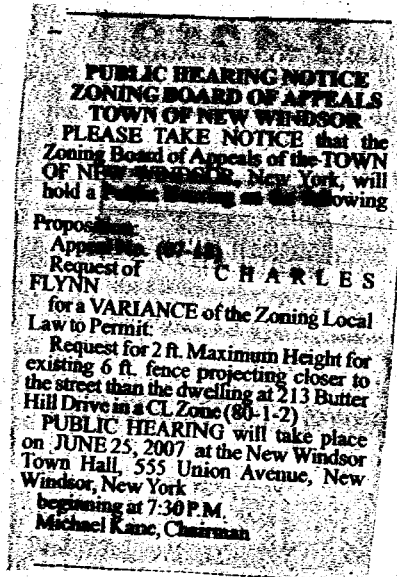 PUBLIC HEARING NOTICE
ZONING BOARD OF APPEALS
TOWN OF NEW WINDSOR
PLEASE TAKE NOTICE that the
Zoning Board of Appeals of the TOWN
OF NEW WINDSOR, New York, will
hold a Public Hearing on the following
Proposition:
Appeal No.
Request of CHARLES
FLYNN
for a VARIANCE of the Zoning Local
Law to Permit:
Request for 2 ft. Maximum Height for
existing 6 ft. fence projecting closer to
the street than the dwelling at 213 Butter
Hill Drive in a CL Zone (80-1-2)
PUBLIC HEARING will take place
on JUNE 25, 2007 at the New Windsor
Town Hall, 555 Union Avenue, New
Windsor, New York
beginning at 7:30 P.M.
Michael Kane, Chairman